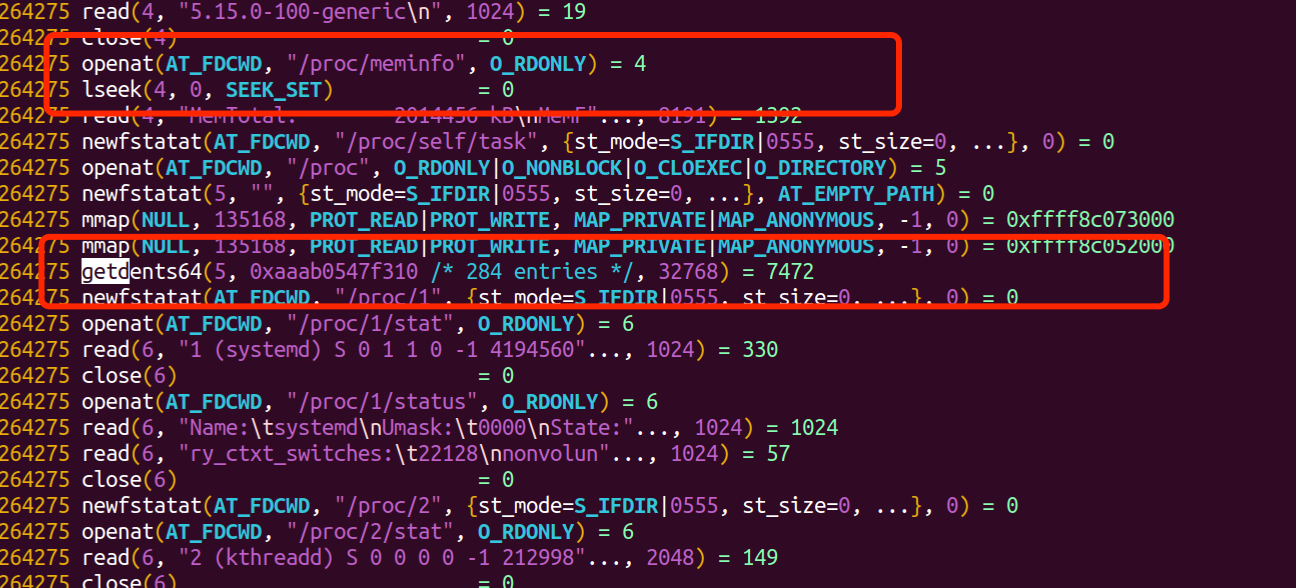 264275 read(4, "5.15.0-100-generic\n", 1024) = 19
264275 close(4)                         = 0
264275 openat(AT_FDCWD, "/proc/meminfo", O_RDONLY) = 4
264275 lseek(4, 0, SEEK_SET)            = 0
264275 read(4, "MemTotal:        2014456 kB\nMemF"..., 8191) = 1392
264275 newfstatat(AT_FDCWD, "/proc/self/task", {st_mode=S_IFDIR|0555, st_size=0, ...}, 0) = 0
264275 openat(AT_FDCWD, "/proc", O_RDONLY|O_NONBLOCK|O_CLOEXEC|O_DIRECTORY) = 5
264275 newfstatat(5, "", {st_mode=S_IFDIR|0555, st_size=0, ...}, AT_EMPTY_PATH) = 0
264275 mmap(NULL, 135168, PROT_READ|PROT_WRITE, MAP_PRIVATE|MAP_ANONYMOUS, -1, 0) = 0xffff8c073000
264275 mmap(NULL, 135168, PROT_READ|PROT_WRITE, MAP_PRIVATE|MAP_ANONYMOUS, -1, 0) = 0xffff8c052000
264275 getdents64(5, 0xaaab0547f310 /* 284 entries */, 32768) = 7472
264275 newfstatat(AT_FDCWD, "/proc/1", {st_mode=S_IFDIR|0555, st_size=0, ...}, 0) = 0
264275 openat(AT_FDCWD, "/proc/1/stat", O_RDONLY) = 6
264275 read(6, "1 (systemd) S 0 1 1 0 -1 4194560"..., 1024) = 330
264275 close(6)                         = 0
264275 openat(AT_FDCWD, "/proc/1/status", O_RDONLY) = 6
264275 read(6, "Name:\tsystemd\nUmask:\t0000\nState:"..., 1024) = 1024
264275 read(6, "ry_ctxt_switches:\t22128\nnonvolun"..., 1024) = 57
264275 close(6)                         = 0
264275 newfstatat(AT_FDCWD, "/proc/2", {st_mode=S_IFDIR|0555, st_size=0, ...}, 0) = 0
264275 openat(AT_FDCWD, "/proc/2/stat", O_RDONLY) = 6
264275 read(6, "2 (kthreadd) S 0 0 0 0 -1 212998"..., 2048) = 149
264275 close(6)                         = 0